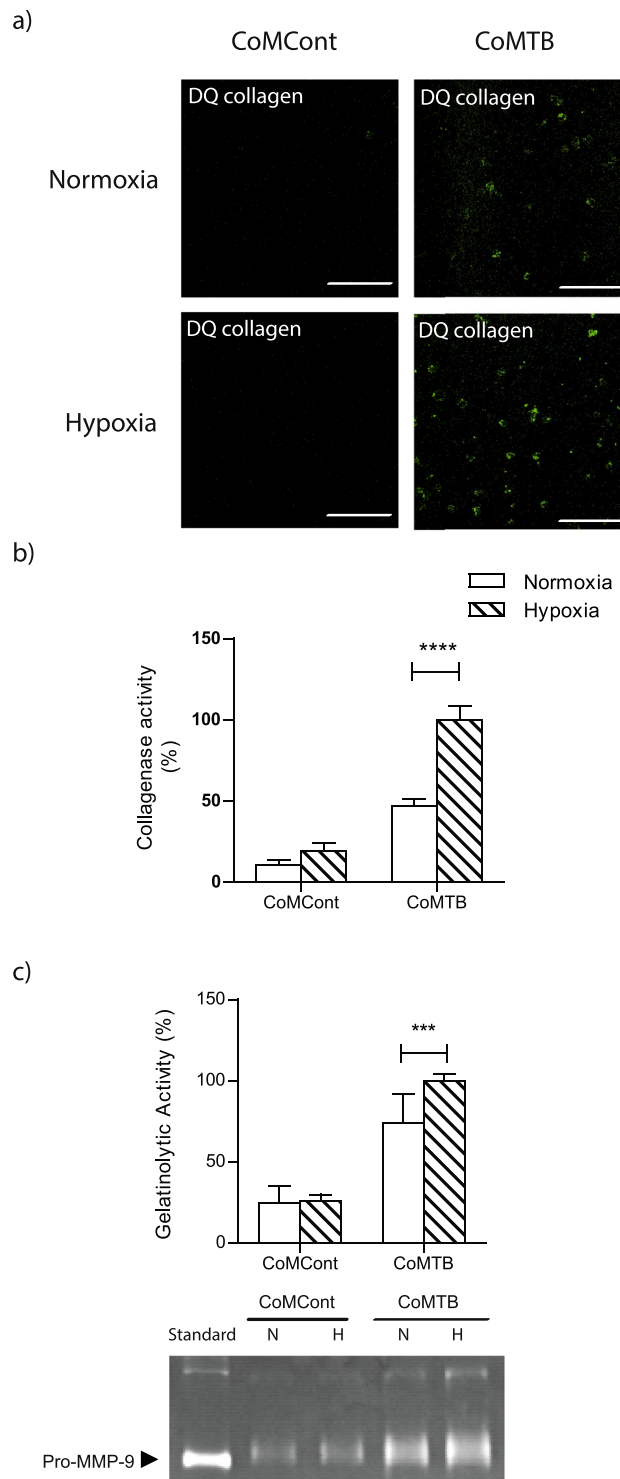 a)
CoMCont CoMTB
Normoxia
DQ collagen DQ collagen
Hypoxia
DQ collagen DQ collagen
b)
Normoxia
Hypoxia
Collagenase activity
(%)
150
100
50
0
****
CoMCont CoMTB
c)
Gelatinolytic Activity (%)
150
100
50
0
***
CoMCont CoMTB
CoMCont CoMTB
Standard N H N H
Pro-MMP-9